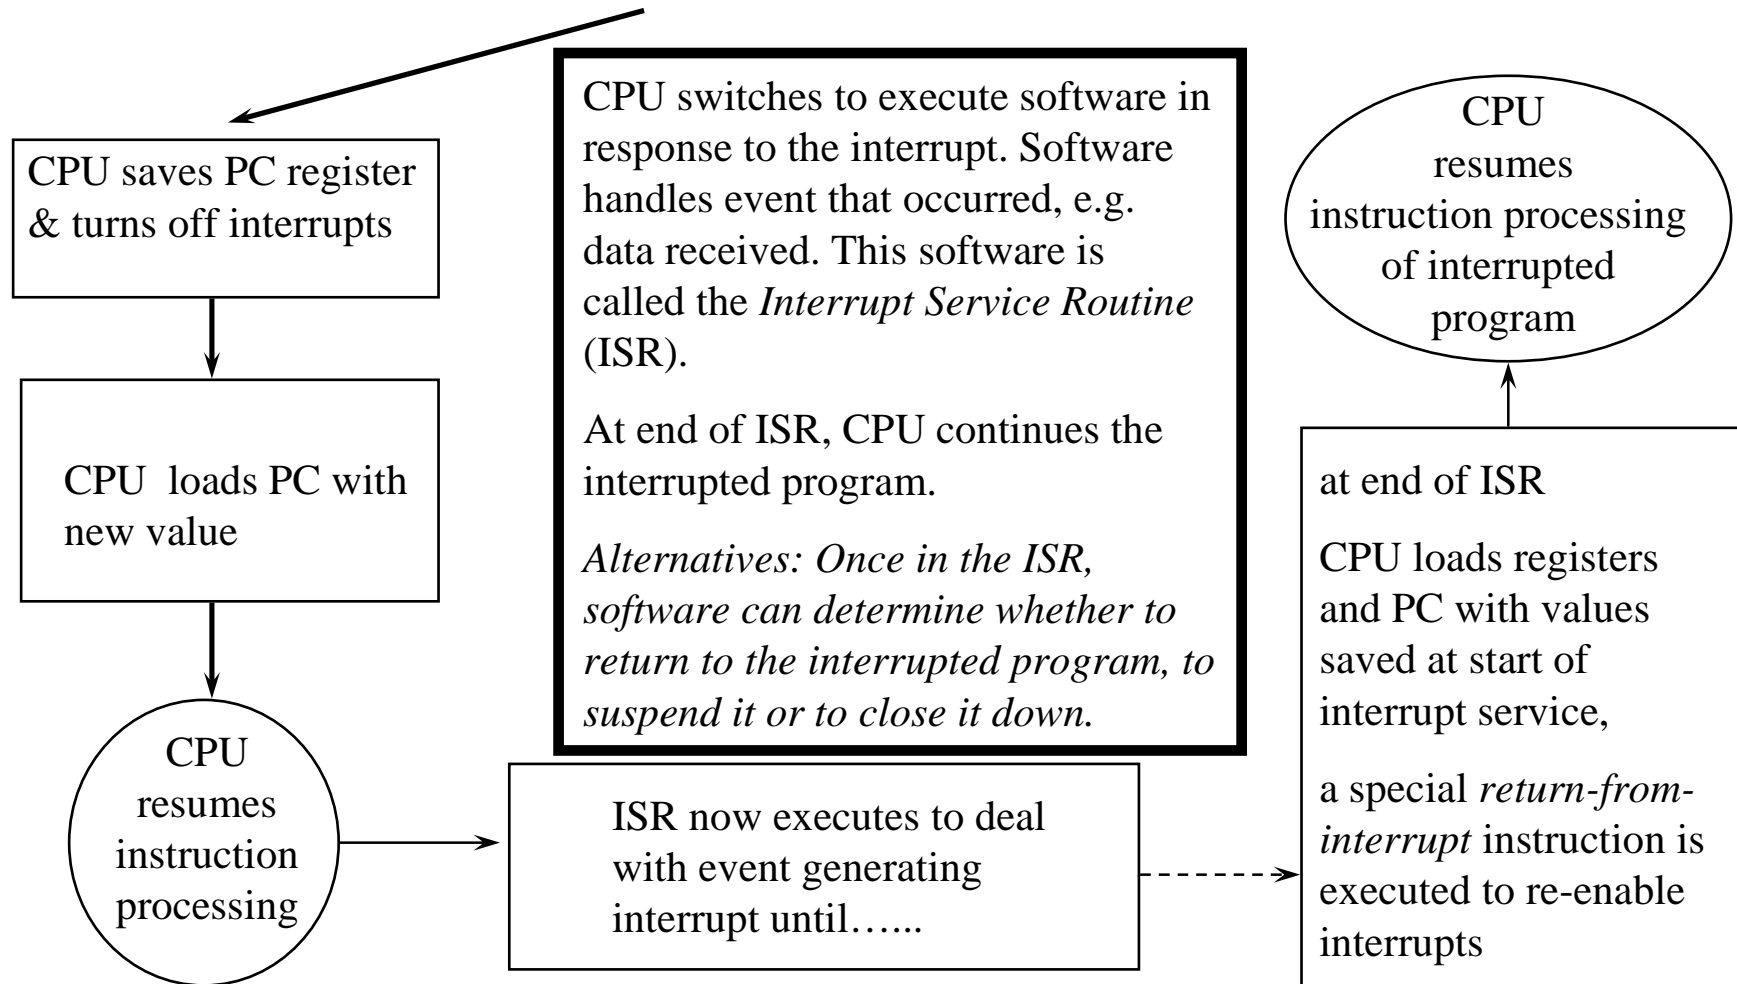 CPU saves PC register
& turns off interrupts
CPU loads PC with
new value
CPU
resumes
instruction
processing
CPU switches to execute software in
response to the interrupt. Software
handles event that occurred, e.g.
data received. This software is
called the Interrupt Service Routine
(ISR).
At end of ISR, CPU continues the
interrupted program.
Alternatives: Once in the ISR,
software can determine whether to
return to the interrupted program, to
suspend it or to close it down.
ISR now executes to deal
with event generating
interrupt until…...
at end of ISR
CPU loads registers
and PC with values
saved at start of
interrupt service,
a special return-from-
interrupt instruction is
executed to re-enable
interrupts
CPU
resumes
instruction processing
of interrupted
program